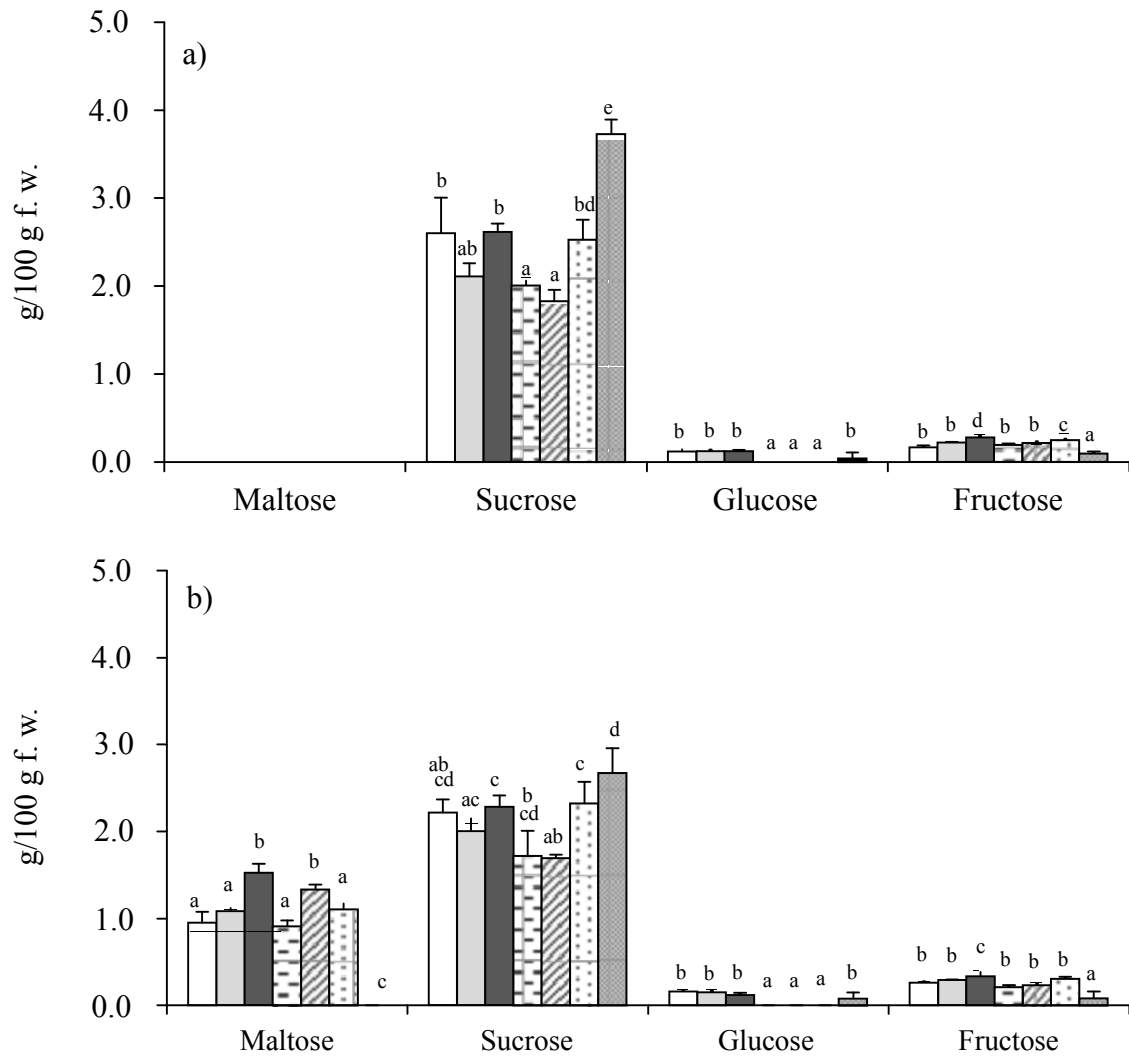 5.0
a)
4.0
e
3.0
b b bd
ab
a a
2.0
g/100 g f. w.
1.0
b b b a a a b
b b d b b c a
0.0
Maltose Sucrose Glucose Fructose
5.0
b)
4.0
3.0
d
ab
cd
ac
c
b
cd
ab
c
2.0
g/100 g f. w.
a a b a b a c
1.0
b b b a a a b
b b c b b b a
0.0
Maltose Sucrose Glucose Fructose